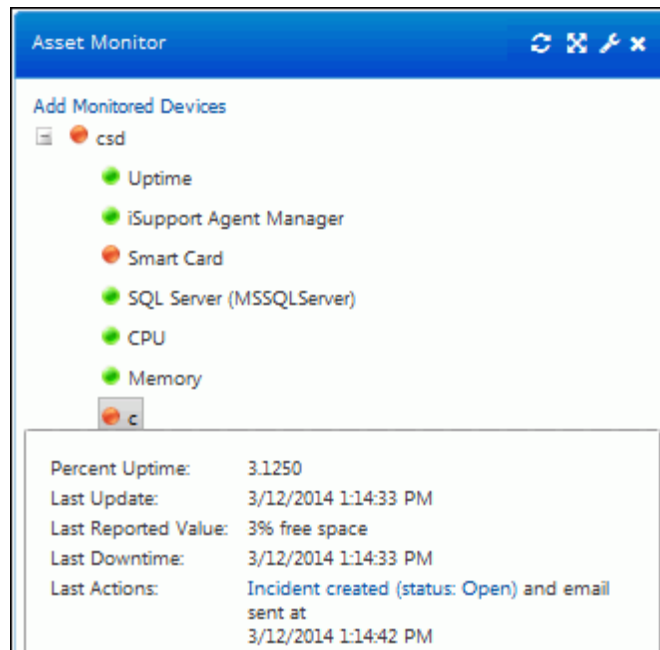 Asset Monitor
Add Monitored Devices
csd
Uptime
iSupport Agent Manager
Smart Card
SQL Server (MSSQLServer)
CPU
Memory
c
Percent Uptime: 3.1250
Last Update: 3/12/2014 1:14:33 PM
Last Reported Value: 3% free space
Last Downtime: 3/12/2014 1:14:33 PM
Last Actions: Incident created (status: Open) and email
sent at
3/12/2014 1:14:42 PM